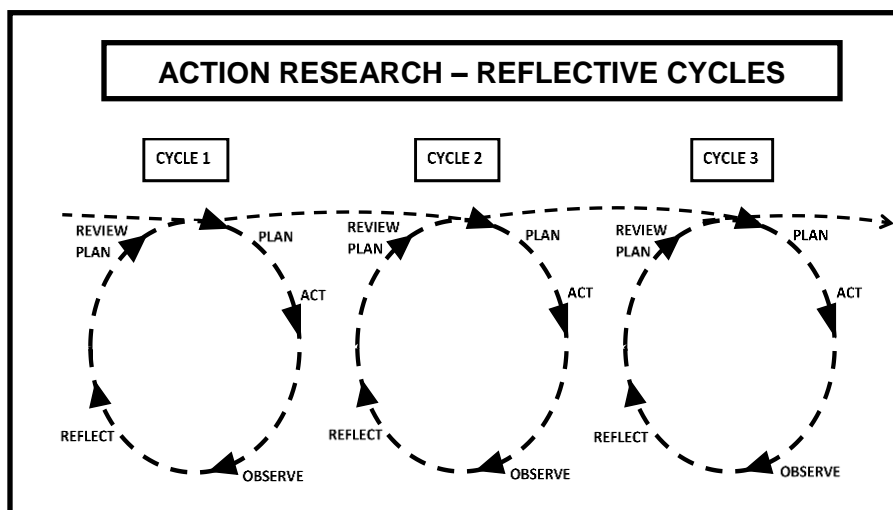 ACTION RESEARCH – REFLECTIVE CYCLES
CYCLE 1
REVIEW
PLAN
PLAN
ACT
OBSERVE
REFLECT
CYCLE 2
REVIEW
PLAN
PLAN
ACT
OBSERVE
REFLECT
CYCLE 3
REVIEW
PLAN
PLAN
ACT
OBSERVE
REFLECT